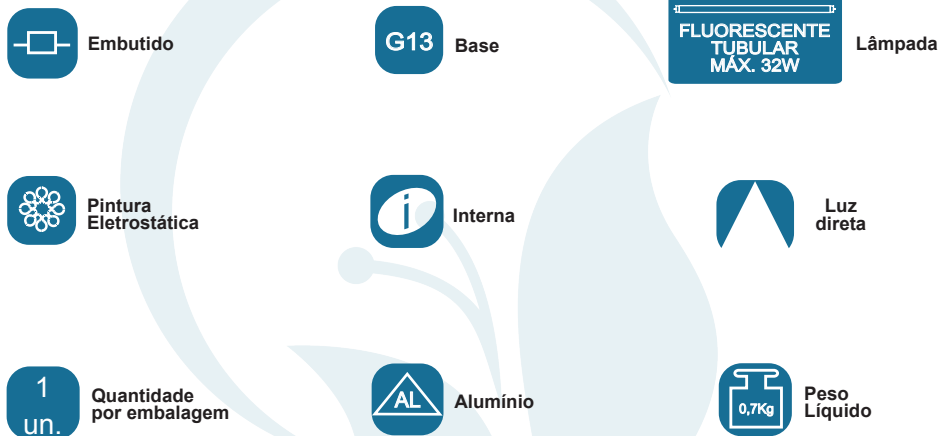 Embutido
G13
Base
FLUORESCENTE
TUBULAR
MÁX. 32W
Lâmpada
Pintura
Eletrostática
i
Interna
Luz
direta
1
un.
Quantidade
por embalagem
AL
Alumínio
0,7Kg
Peso
Líquido